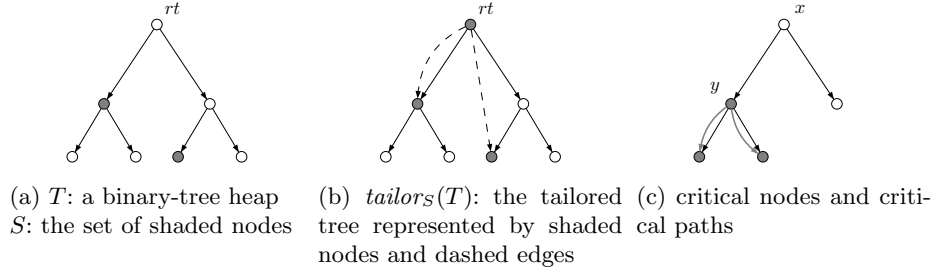 rt
rt
x
y
(a) T: a binary-tree heap
S: the set of shaded nodes
(b) tailor_S(T): the tailored
tree represented by shaded
nodes and dashed edges
(c) critical nodes and criti-
cal paths